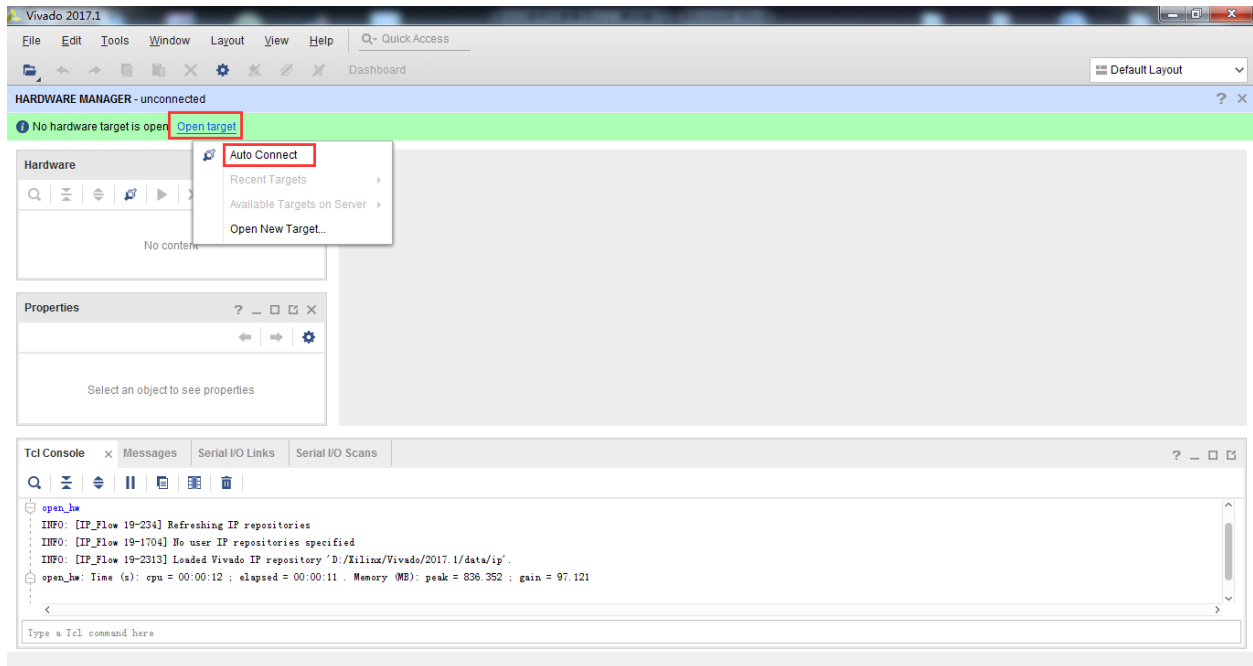 Vivado 2017.1
File Edit Tools Window Layout View Help Quick Access
Dashboard Default Layout
HARDWARE MANAGER - unconnected
No hardware target is open. Open target
Auto Connect
Recent Targets
Available Targets on Server
Open New Target...
Hardware
No content
Properties
Select an object to see properties
Tcl Console Messages Serial I/O Links Serial I/O Scans
open_hw
INFO: [IP_Flow 19-234] Refreshing IP repositories
INFO: [IP_Flow 19-1704] No user IP repositories specified
INFO: [IP_Flow 19-2313] Loaded Vivado IP repository 'D:/Xilinx/Vivado/2017.1/data/ip'.
open_hw: Time (s): cpu = 00:00:12 ; elapsed = 00:00:11 . Memory (MB): peak = 836.352 ; gain = 97.121
Type a Tcl command here